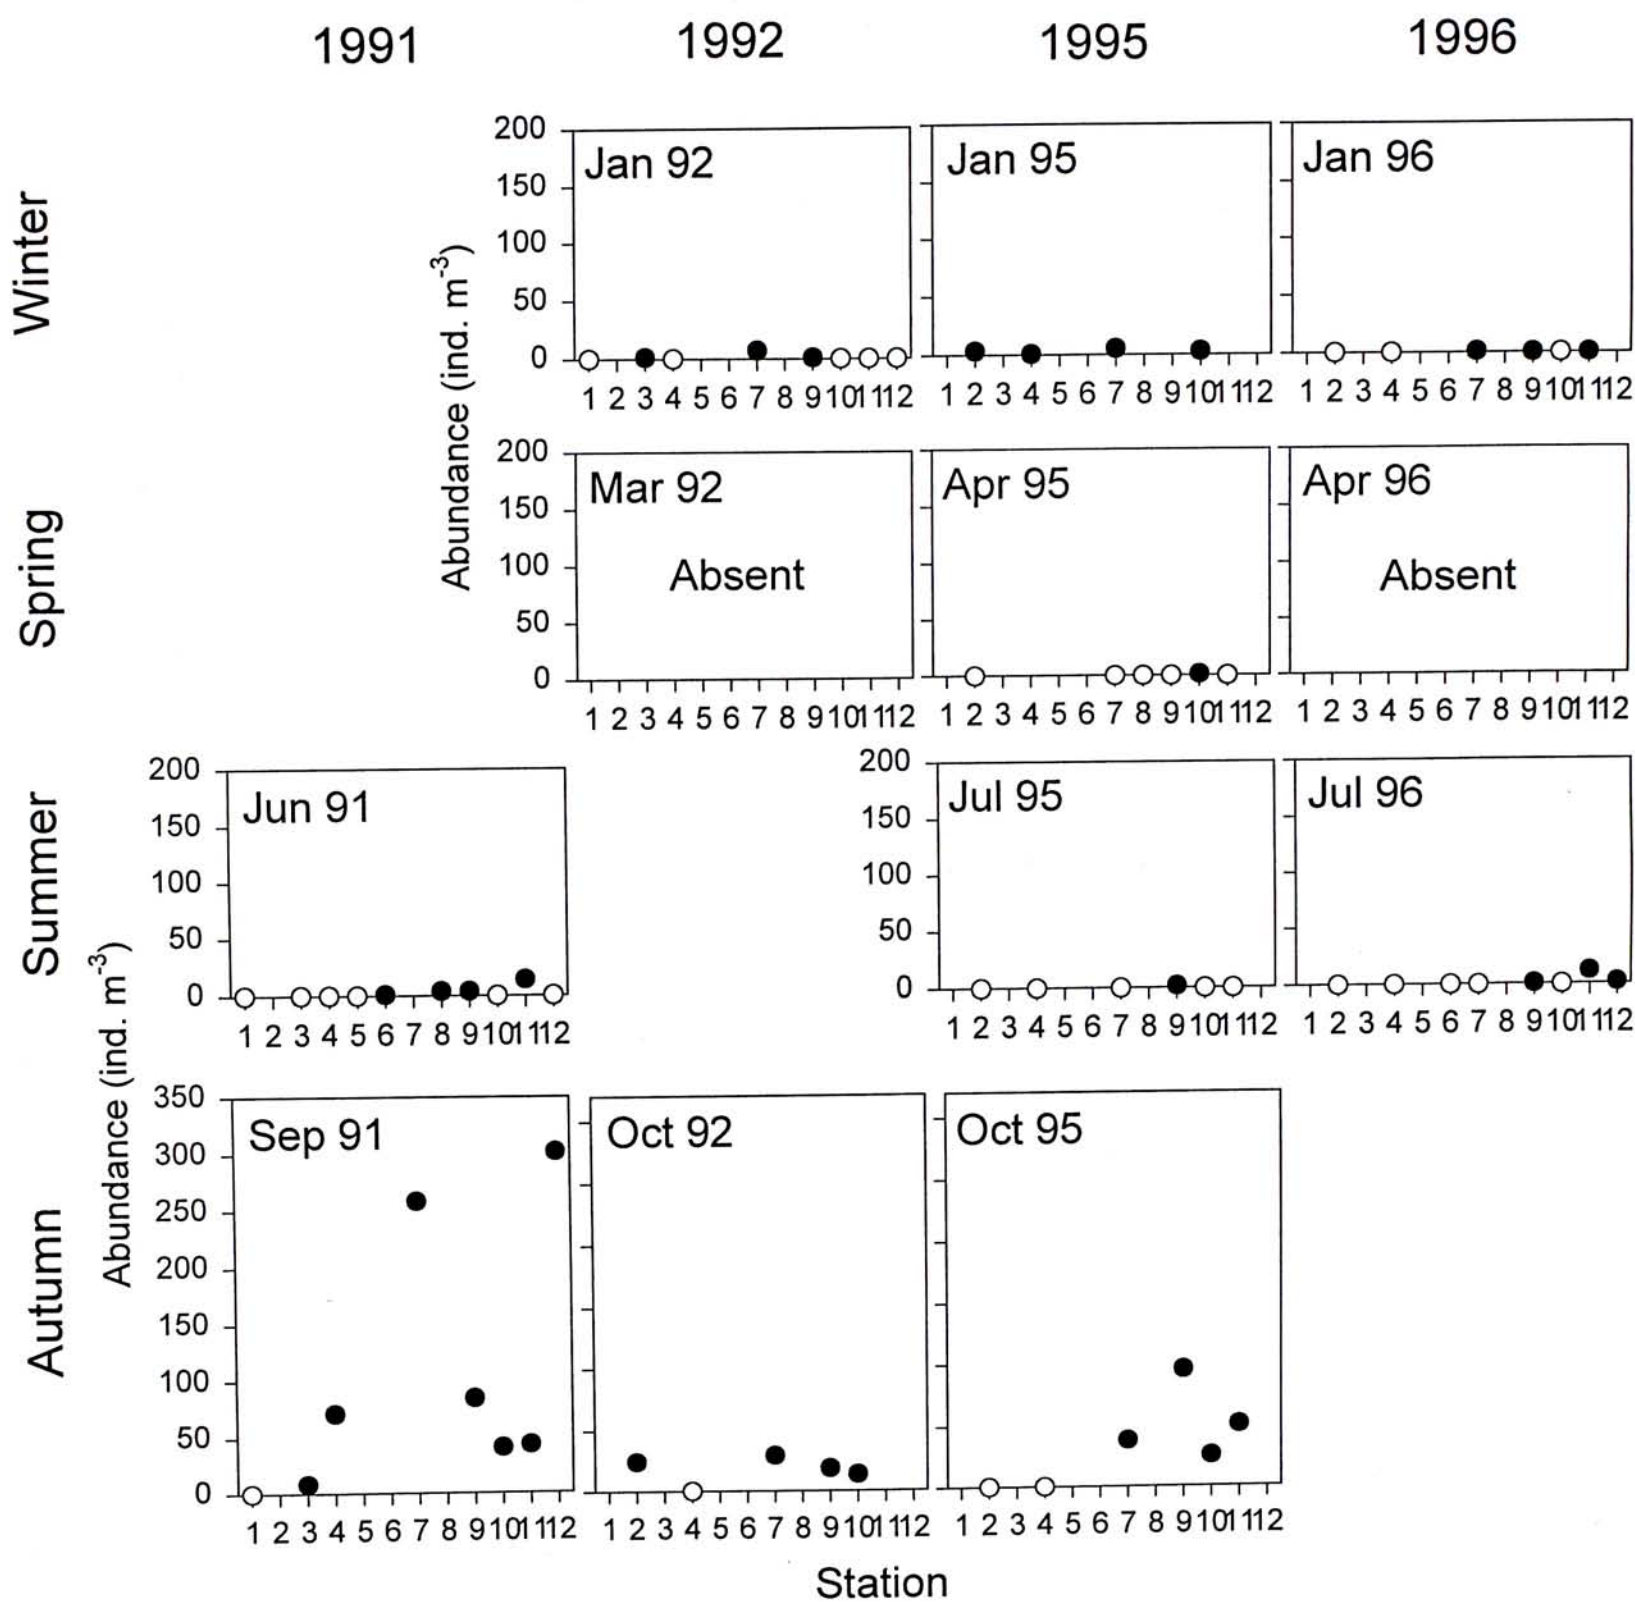 1991 1992 1995 1996
Winter
Abundance (ind. m-3)
200 150 100 50 0
Jan 92
1 2 3 4 5 6 7 8 9 10 11 12
Jan 95
1 2 3 4 5 6 7 8 9 10 11 12
Jan 96
1 2 3 4 5 6 7 8 9 10 11 12
Spring
200 150 100 50 0
Mar 92
Absent
1 2 3 4 5 6 7 8 9 10 11 12
Apr 95
1 2 3 4 5 6 7 8 9 10 11 12
Apr 96
Absent
1 2 3 4 5 6 7 8 9 10 11 12
Summer
Abundance (ind. m-3)
200 150 100 50 0
Jun 91
1 2 3 4 5 6 7 8 9 10 11 12
200 150 100 50 0
Jul 95
1 2 3 4 5 6 7 8 9 10 11 12
Jul 96
1 2 3 4 5 6 7 8 9 10 11 12
Autumn
350 300 250 200 150 100 50 0
Sep 91
1 2 3 4 5 6 7 8 9 10 11 12
Oct 92
1 2 3 4 5 6 7 8 9 10 11 12
Oct 95
1 2 3 4 5 6 7 8 9 10 11 12
Station